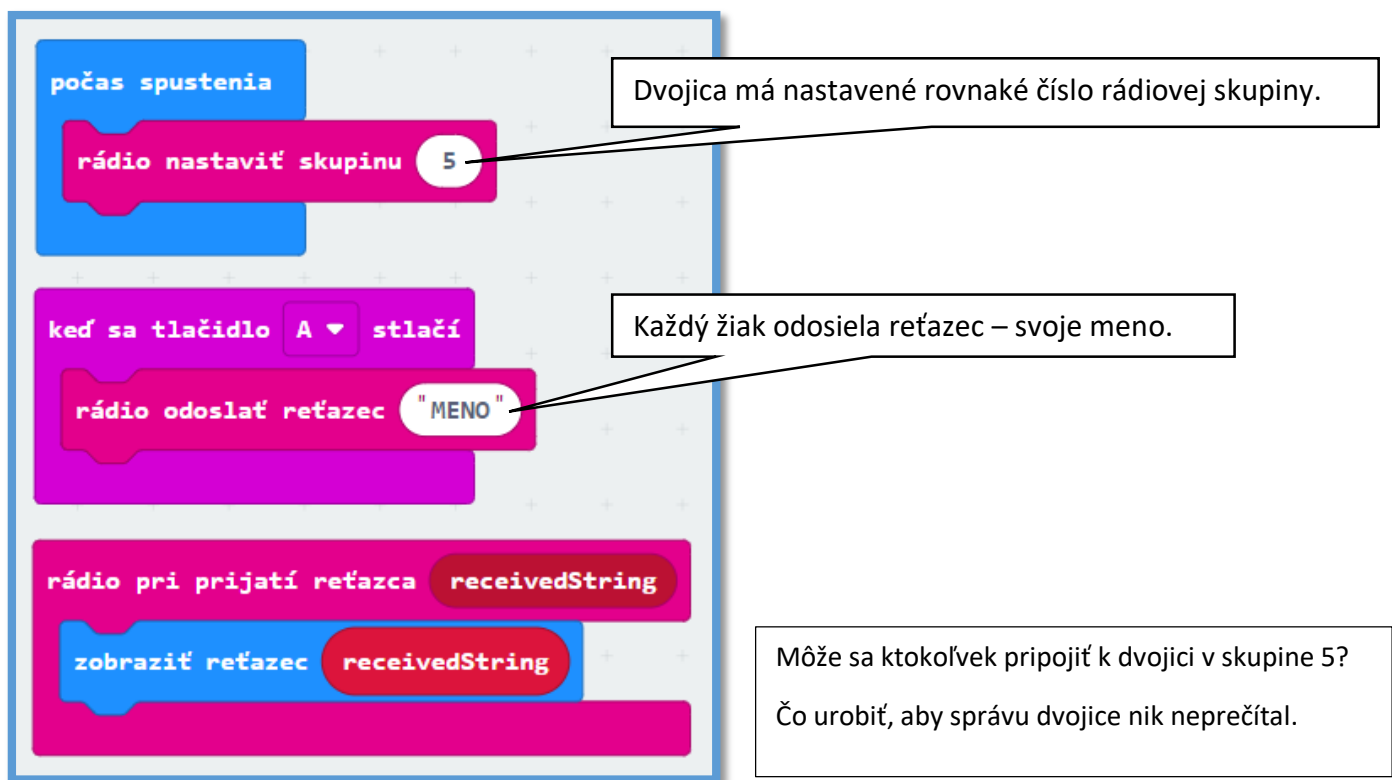 počas spustenia
Dvojica má nastavené rovnaké číslo rádiovej skupiny.
rádio nastaviť skupinu 5
keď sa tlačidlo A stlačí
Každý žiak odosiela reťazec – svoje meno.
rádio odoslať reťazec "MENO"
rádio pri prijatí reťazca receivedString
zobraziť reťazec receivedString
Môže sa ktokoľvek pripojiť k dvojici v skupine 5?
Čo urobiť, aby správu dvojice nik neprečítal.